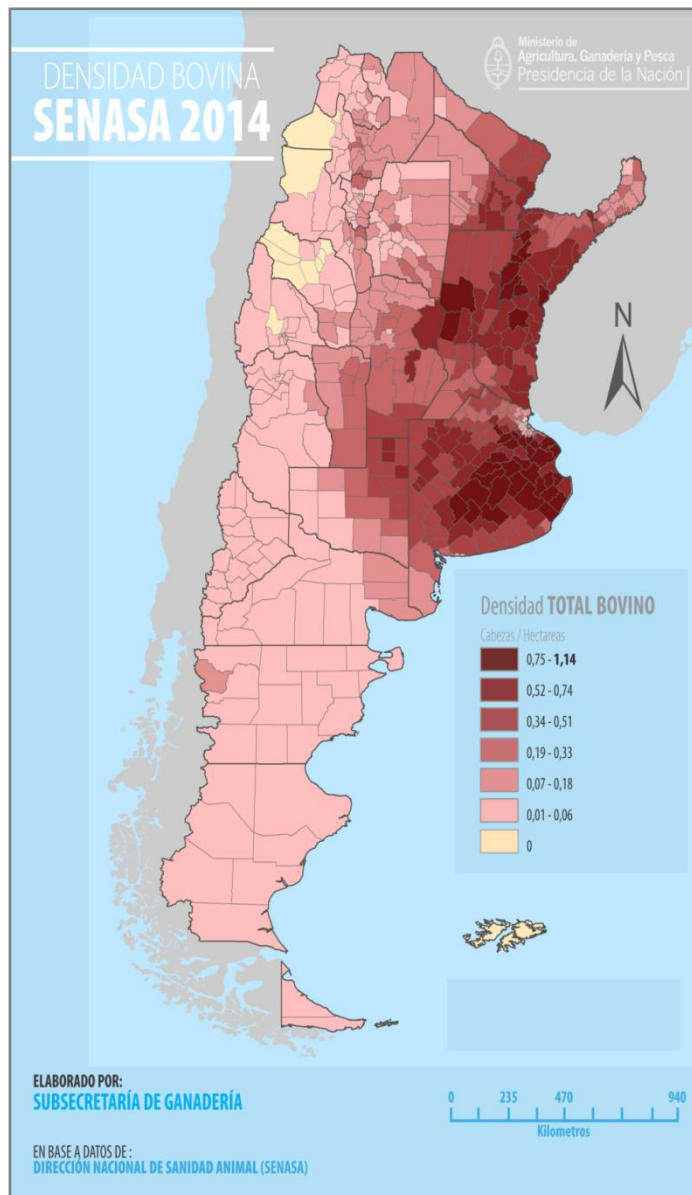 DENSIDAD BOVINA
SENASA 2014
Ministerio de
Agricultura, Ganadería y Pesca
Presidencia de la Nación
N
Densidad TOTAL BOVINO
Cabezas / Hectareas
0,75 - 1,14
0,52 - 0,74
0,34 - 0,51
0,19 - 0,33
0,07 - 0,18
0,01 - 0,06
0
ELABORADO POR:
SUBSECRETARÍA DE GANADERÍA
EN BASE A DATOS DE :
DIRECCIÓN NACIONAL DE SANIDAD ANIMAL (SENASA)
0 235 470 940
Kilometros